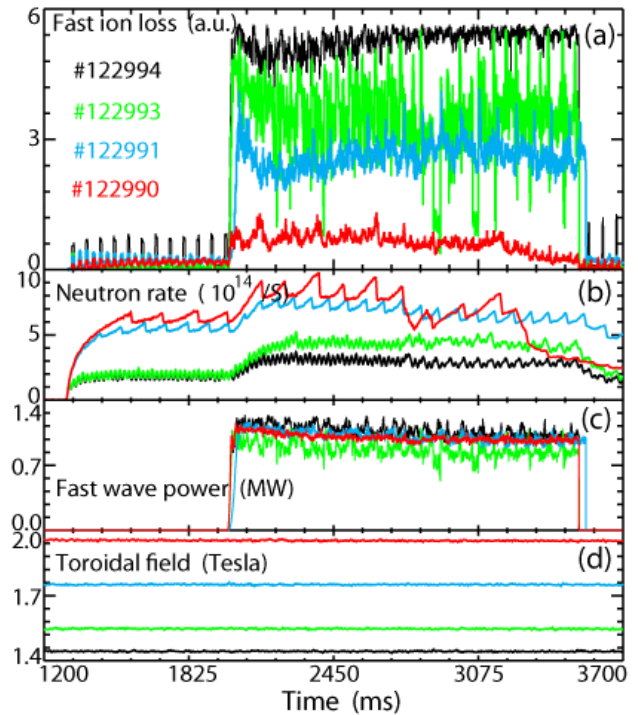 6
Fast ion loss (a.u.)
(a)
#122994
#122993
3
#122991
#122990
0
10
Neutron rate ( 10^14 /S)
(b)
5
0
1.4
(c)
0.7
Fast wave power (MW)
0.0
2.0
Toroidal field (Tesla)
(d)
1.7
1.4
1200 1825 2450 3075 3700
Time (ms)